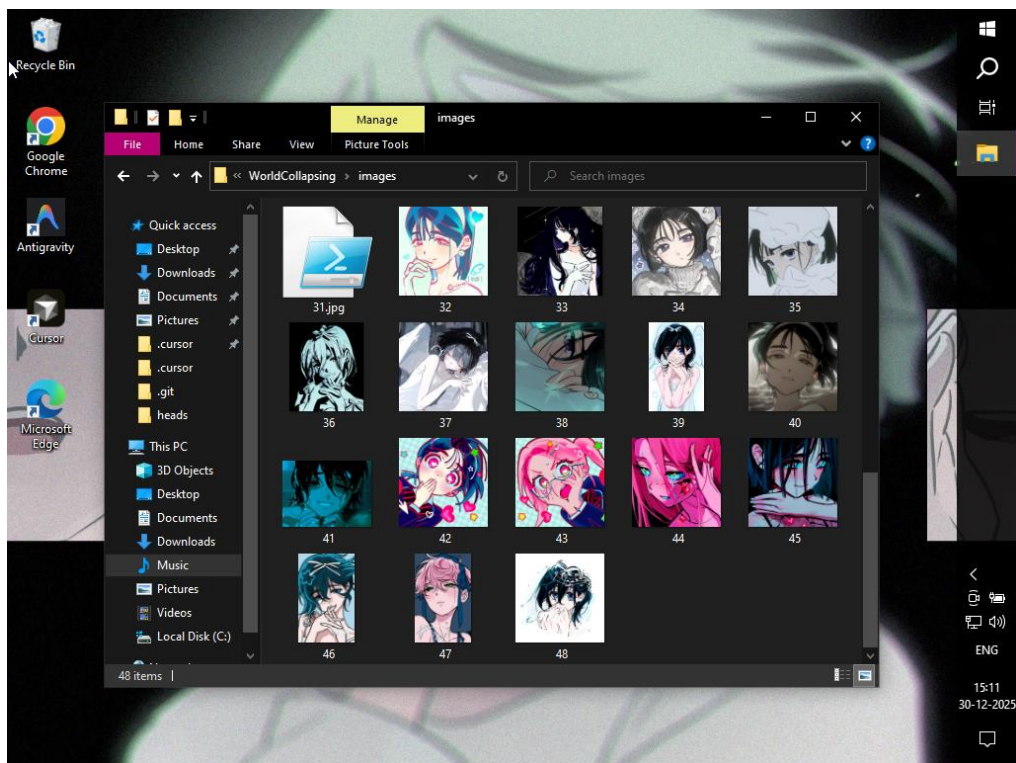 Recycle Bin
Google
Chrome
Antigravity
Cursor
Microsoft
Edge
Manage
images
File
Home
Share
View
Picture Tools
« WorldCollapsing › images
Search images
Quick access
Desktop
Downloads
Documents
Pictures
.cursor
.cursor
.git
heads
This PC
3D Objects
Desktop
Documents
Downloads
Music
Pictures
Videos
Local Disk (C:)
31.jpg
32
33
34
35
36
37
38
39
40
41
42
43
44
45
46
47
48
48 items
ENG
15:11
30-12-2025